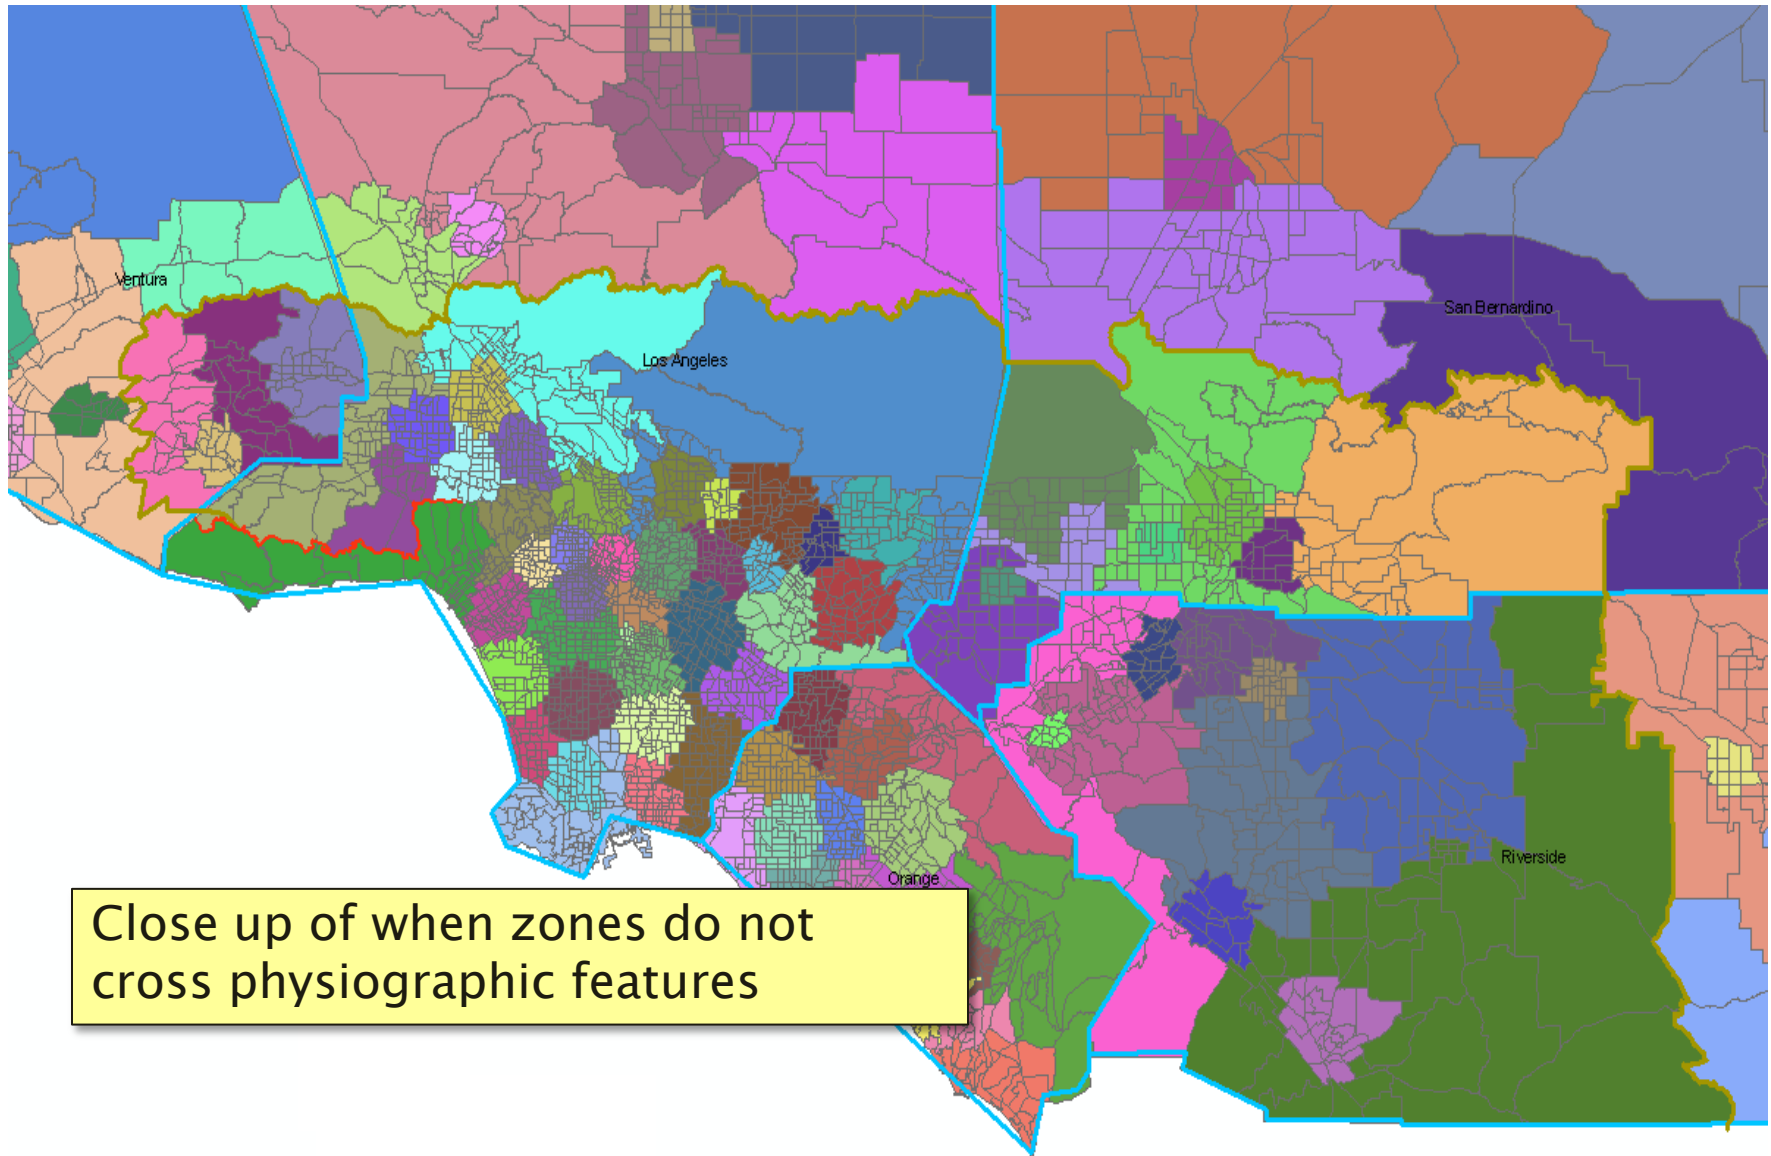 Ventura
San Bernardino
Los Angeles
Riverside
Orange
Close up of when zones do not
cross physiographic features